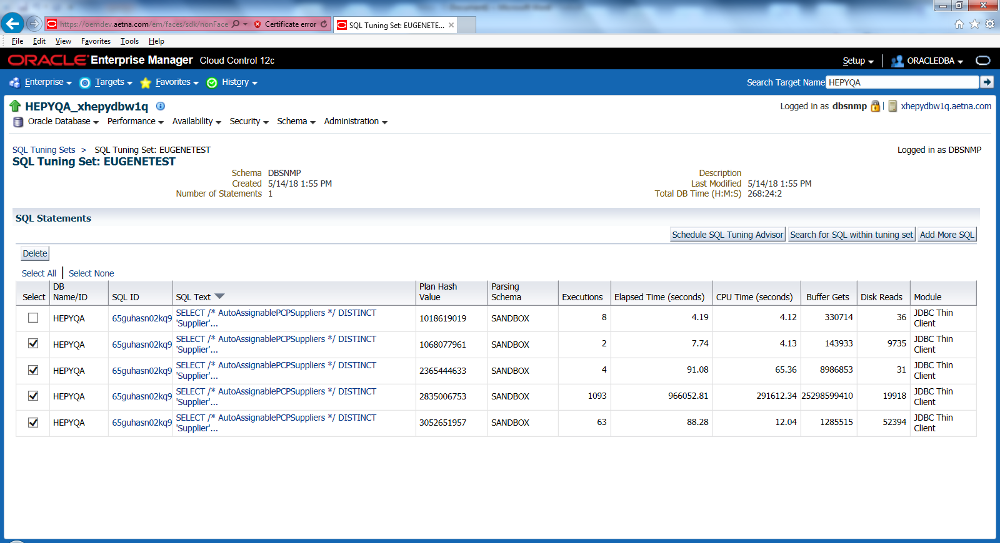 https://oemdev.aetna.com/em/faces/sdk/nonFace Certificate error SQL Tuning Set: EUGENETE...
File Edit View Favorites Tools Help
ORACLE Enterprise Manager Cloud Control 12c Setup ORACLEDBA
Enterprise Targets Favorites History Search Target Name HEPYQA
HEPYQA_xhepydbw1q Logged in as dbsnmp xhepydbw1q.aetna.com
Oracle Database Performance Availability Security Schema Administration
SQL Tuning Sets > SQL Tuning Set: EUGENETEST Logged in as DBSNMP
SQL Tuning Set: EUGENETEST
Schema DBSNMP Description
Created 5/14/18 1:55 PM Last Modified 5/14/18 1:55 PM
Number of Statements 1 Total DB Time (H:M:S) 268:24:2
SQL Statements
Schedule SQL Tuning Advisor Search for SQL within tuning set Add More SQL
Delete
Select All | Select None
Select DB Name/ID SQL ID SQL Text Plan Hash Value Parsing Schema Executions Elapsed Time (seconds) CPU Time (seconds) Buffer Gets Disk Reads Module
HEPYQA 65guhasn02kq9 SELECT /* AutoAssignablePCPSuppliers */ DISTINCT 'Supplier'... 1018619019 SANDBOX 8 4.19 4.12 330714 36 JDBC Thin Client
HEPYQA 65guhasn02kq9 SELECT /* AutoAssignablePCPSuppliers */ DISTINCT 'Supplier'... 1068077961 SANDBOX 2 7.74 4.13 143933 9735 JDBC Thin Client
HEPYQA 65guhasn02kq9 SELECT /* AutoAssignablePCPSuppliers */ DISTINCT 'Supplier'... 2365444633 SANDBOX 4 91.08 65.36 8986853 31 JDBC Thin Client
HEPYQA 65guhasn02kq9 SELECT /* AutoAssignablePCPSuppliers */ DISTINCT 'Supplier'... 2835006753 SANDBOX 1093 966052.81 291612.34 25298599410 19918 JDBC Thin Client
HEPYQA 65guhasn02kq9 SELECT /* AutoAssignablePCPSuppliers */ DISTINCT 'Supplier'... 3052651957 SANDBOX 63 88.28 12.04 1285515 52394 JDBC Thin Client